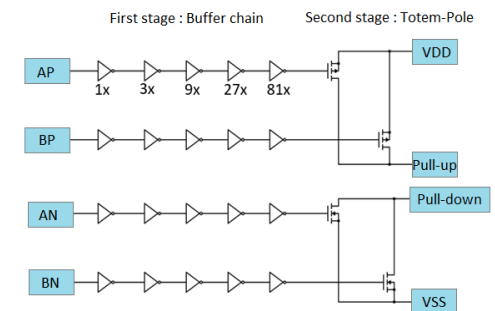 First stage : Buffer chain
Second stage : Totem-Pole
AP
VDD
1x 3x 9x 27x 81x
BP
Pull-up
AN
Pull-down
BN
VSS